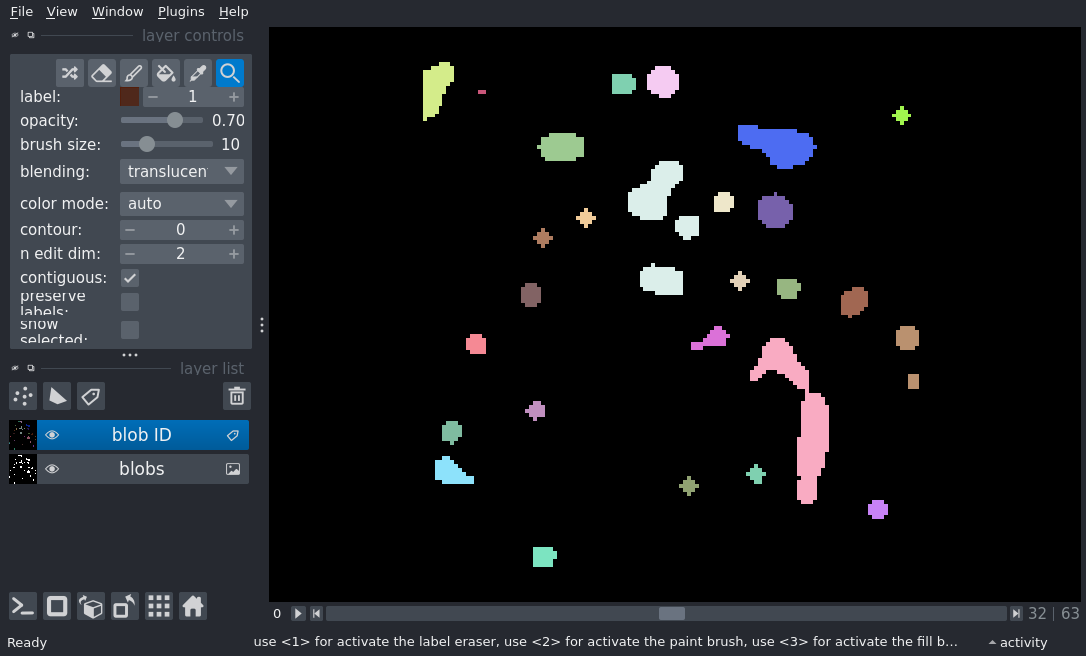 File View Window Plugins Help
layer controls
label: 1
opacity: 0.70
brush size: 10
blending: translucen
color mode: auto
contour: 0
n edit dim: 2
contiguous:
preserve
labels:
show
selected:
layer list
blob ID
blobs
0 32 63
Ready use <1> for activate the label eraser, use <2> for activate the paint brush, use <3> for activate the fill b... activity